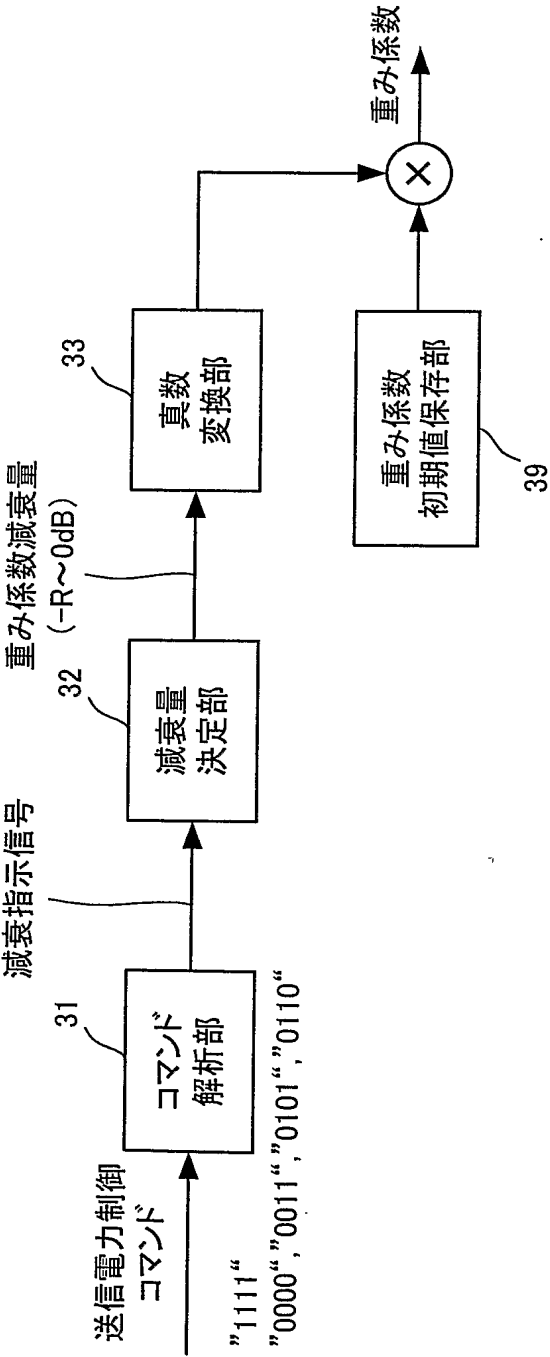 送信電力制御
コマンド
”1111“
”0000“,”0011“,”0101“,”0110“
31
コマンド
解析部
減衰指示信号
32
減衰量
決定部
重み係数減衰量
(-R～0dB)
33
真数
変換部
重み係数
初期値保存部
39
×
重み係数